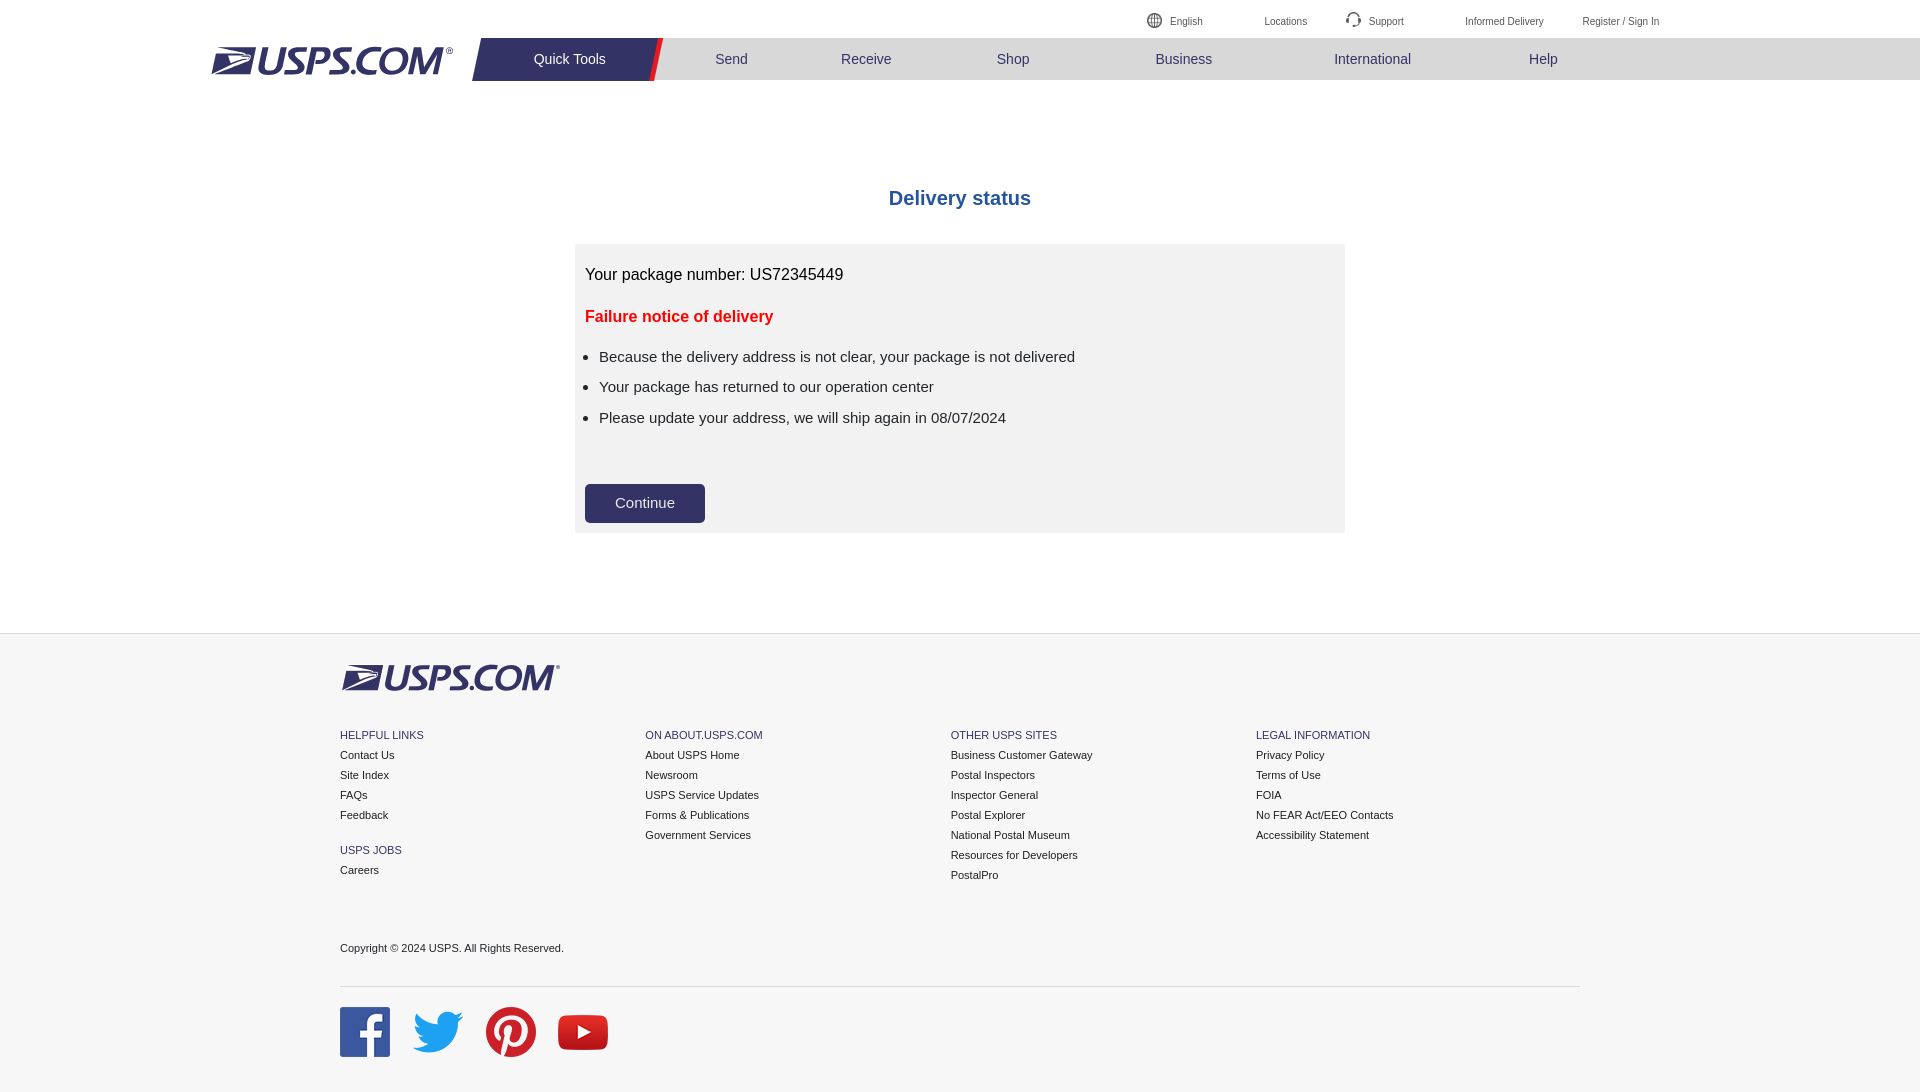 English Locations Support Informed Delivery Register / Sign In
USPS.COM® Quick Tools Send Receive Shop Business International Help
Delivery status
Your package number: US72345449
Failure notice of delivery
• Because the delivery address is not clear, your package is not delivered
• Your package has returned to our operation center
• Please update your address, we will ship again in 08/07/2024
Continue
USPS.COM®
HELPFUL LINKS
Contact Us
Site Index
FAQs
Feedback
USPS JOBS
Careers
ON ABOUT.USPS.COM
About USPS Home
Newsroom
USPS Service Updates
Forms & Publications
Government Services
OTHER USPS SITES
Business Customer Gateway
Postal Inspectors
Inspector General
Postal Explorer
National Postal Museum
Resources for Developers
PostalPro
LEGAL INFORMATION
Privacy Policy
Terms of Use
FOIA
No FEAR Act/EEO Contacts
Accessibility Statement
Copyright © 2024 USPS. All Rights Reserved.